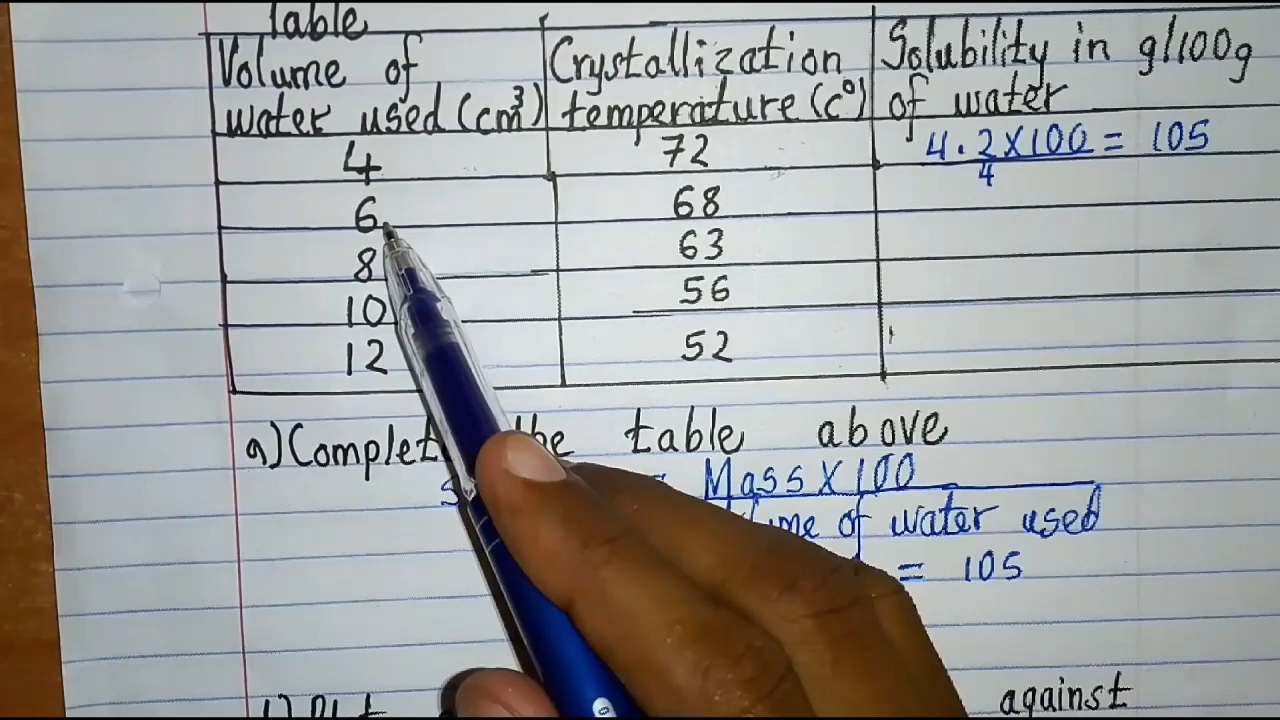 Table
Volume of water used (cm³) Crystallization temperature (c°) Solubility in g/100g of water
4 72 4.2 x 100 = 105
4
6 68
8 63
10 56
12 52
a) Complet the table above
= Mass x 100
of water used
= 105
against